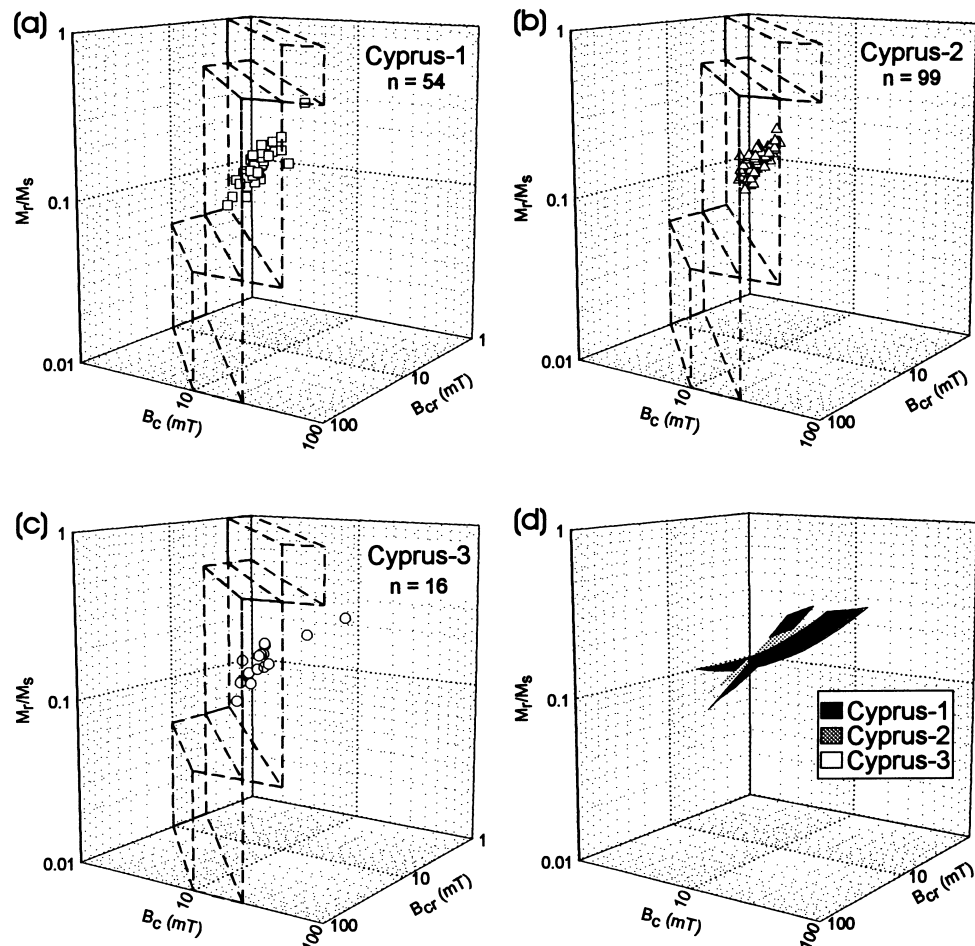 (a)
Cyprus-1
n = 54
1
0.1
0.01
Mr/Ms
10
100
Bc (mT)
100
10
1
Bcr (mT)
(b)
Cyprus-2
n = 99
1
0.1
0.01
Mr/Ms
10
100
Bc (mT)
100
10
1
Bcr (mT)
(c)
Cyprus-3
n = 16
1
0.1
0.01
Mr/Ms
10
100
Bc (mT)
100
10
1
Bcr (mT)
(d)
1
0.1
0.01
Mr/Ms
10
100
Bc (mT)
100
10
1
Bcr (mT)
Cyprus-1
Cyprus-2
Cyprus-3